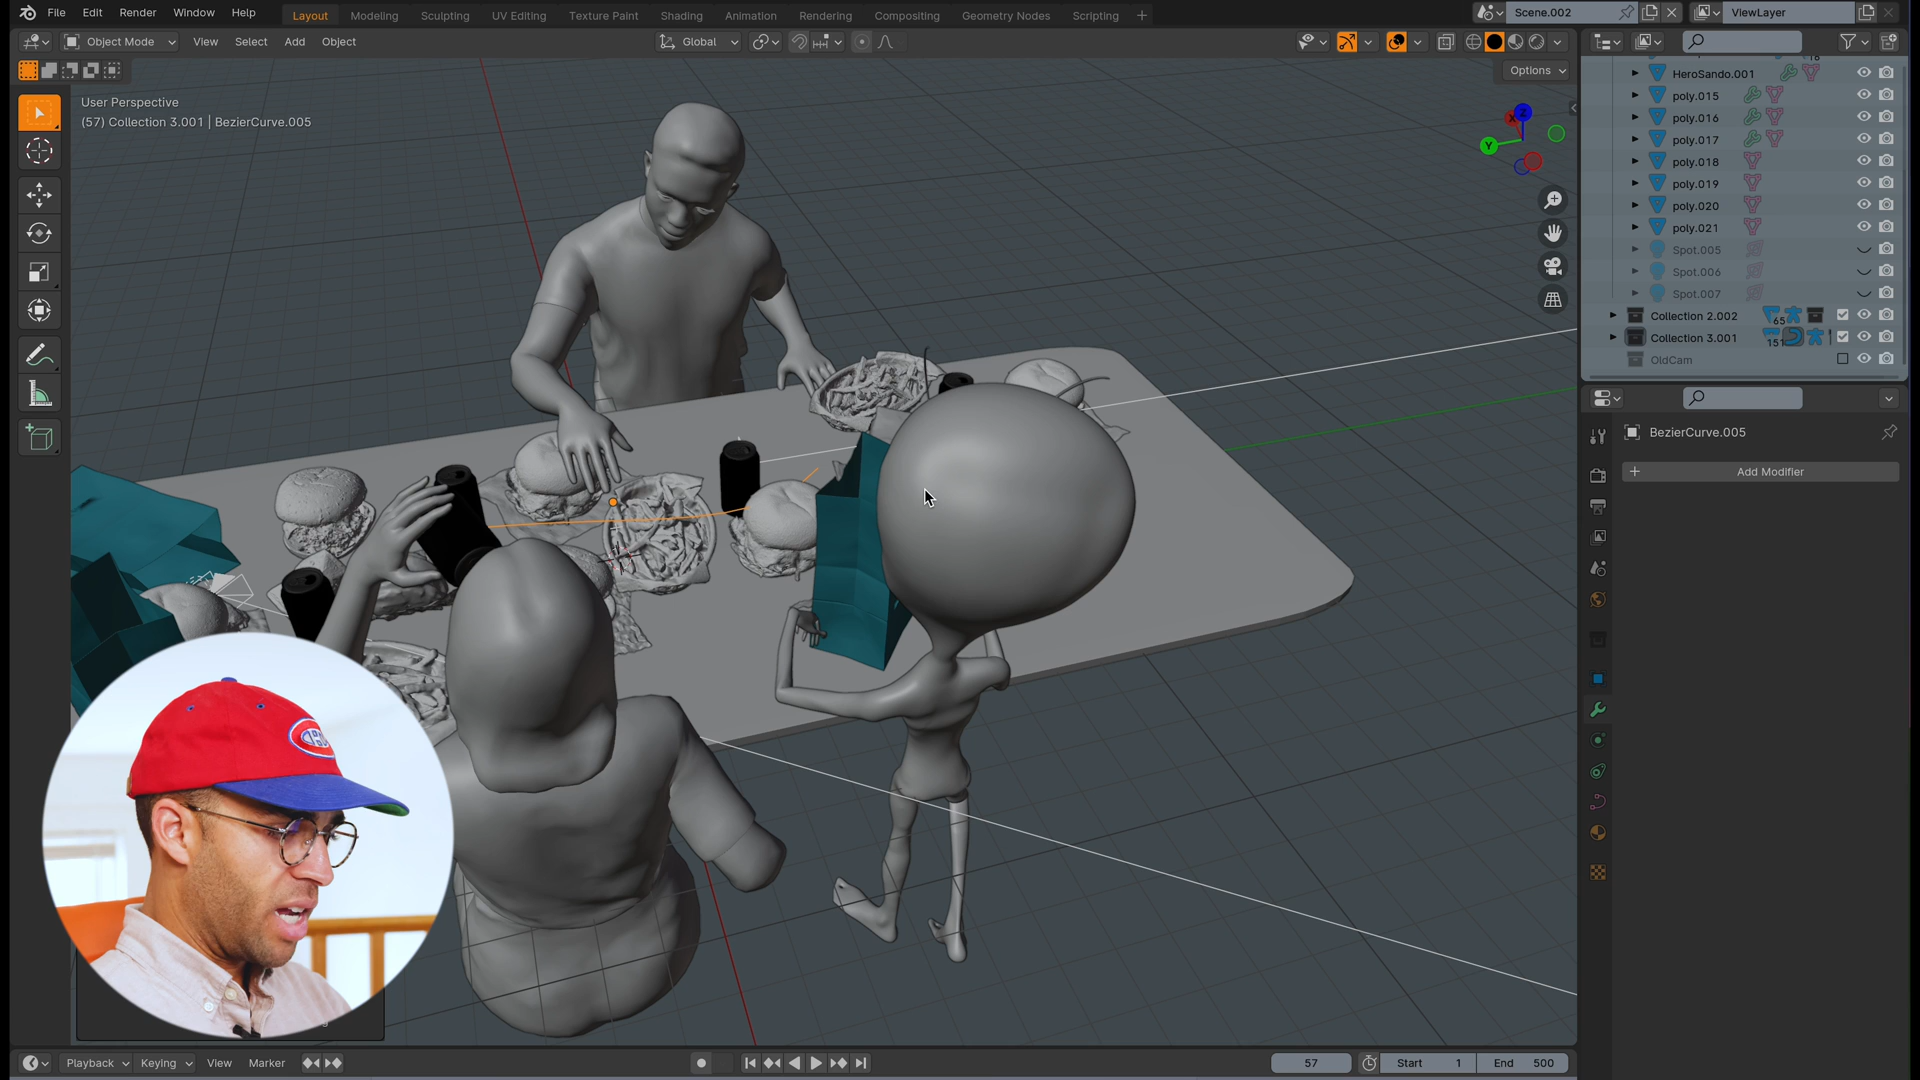 File Edit Render Window Help
Layout Modeling Sculpting UV Editing Texture Paint Shading Animation Rendering Compositing Geometry Nodes Scripting
Scene.002
ViewLayer
Object Mode View Select Add Object
Global
Options
User Perspective
(57) Collection 3.001 | BezierCurve.005
X
Y
Z
HeroSando.001
poly.015
poly.016
poly.017
poly.018
poly.019
poly.020
poly.021
Spot.005
Spot.006
Spot.007
Collection 2.002
65
Collection 3.001
151
OldCam
BezierCurve.005
Add Modifier
Playback Keying View Marker
57
Start 1
End 500